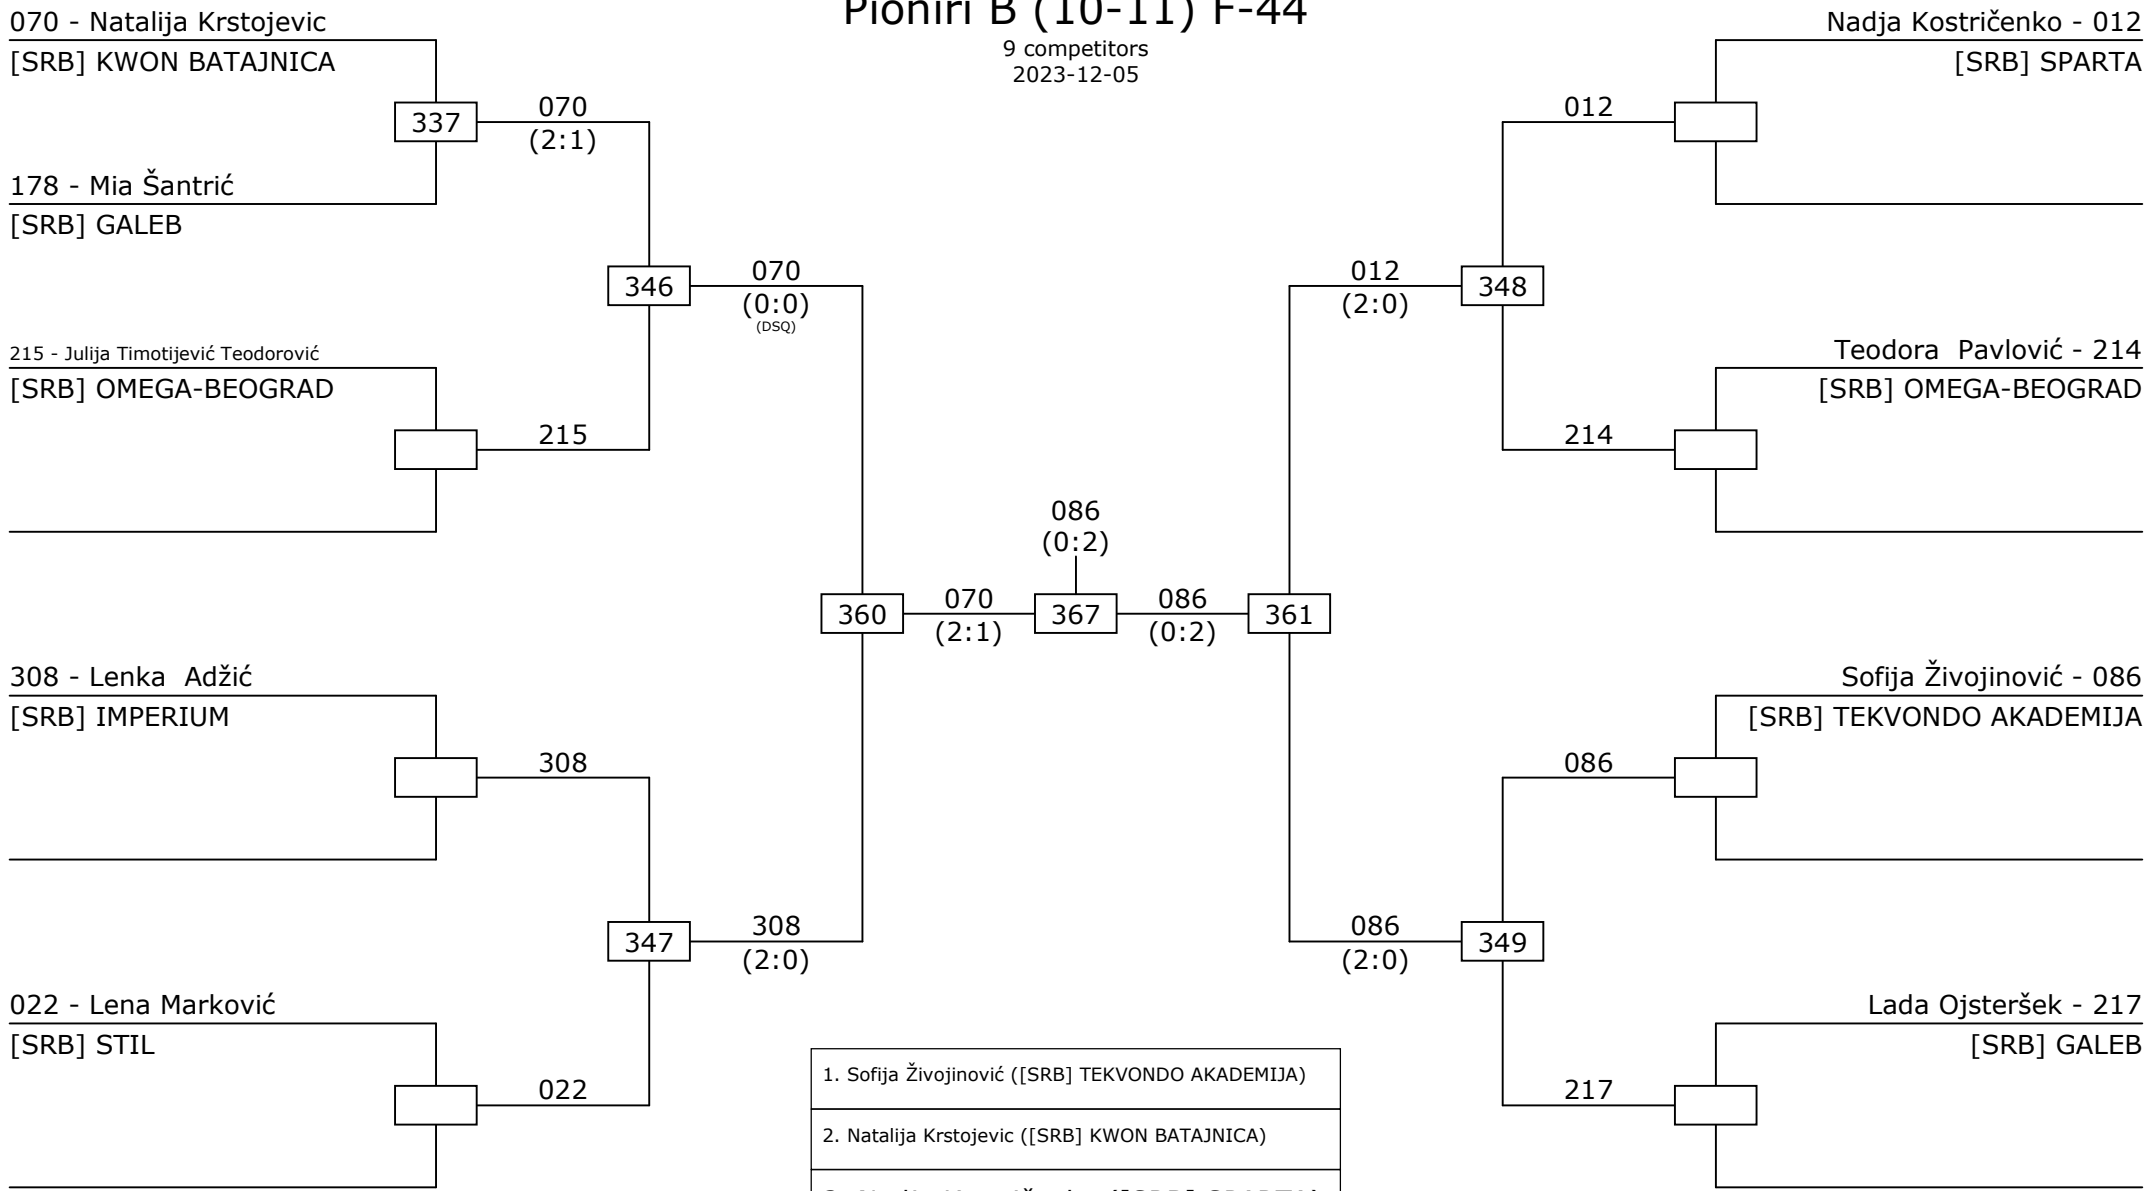 Pioniri B (10-11) F-44
9 competitors
2023-12-05
070 - Natalija Krstojevic
[SRB] KWON BATAJNICA
337
070
(2:1)
178 - Mia Šantrić
[SRB] GALEB
346
070
(0:0)
(DSQ)
215 - Julija Timotijević Teodorović
[SRB] OMEGA-BEOGRAD
215
308 - Lenka  Adžić
[SRB] IMPERIUM
308
347
308
(2:0)
022 - Lena Marković
[SRB] STIL
022
360
070
(2:1)
086
(0:2)
367
086
(0:2)
361
Nadja Kostričenko - 012
[SRB] SPARTA
012
012
(2:0)
348
Teodora  Pavlović - 214
[SRB] OMEGA-BEOGRAD
214
Sofija Živojinović - 086
[SRB] TEKVONDO AKADEMIJA
086
086
(2:0)
349
Lada Ojsteršek - 217
[SRB] GALEB
217
1. Sofija Živojinović ([SRB] TEKVONDO AKADEMIJA)
2. Natalija Krstojevic ([SRB] KWON BATAJNICA)